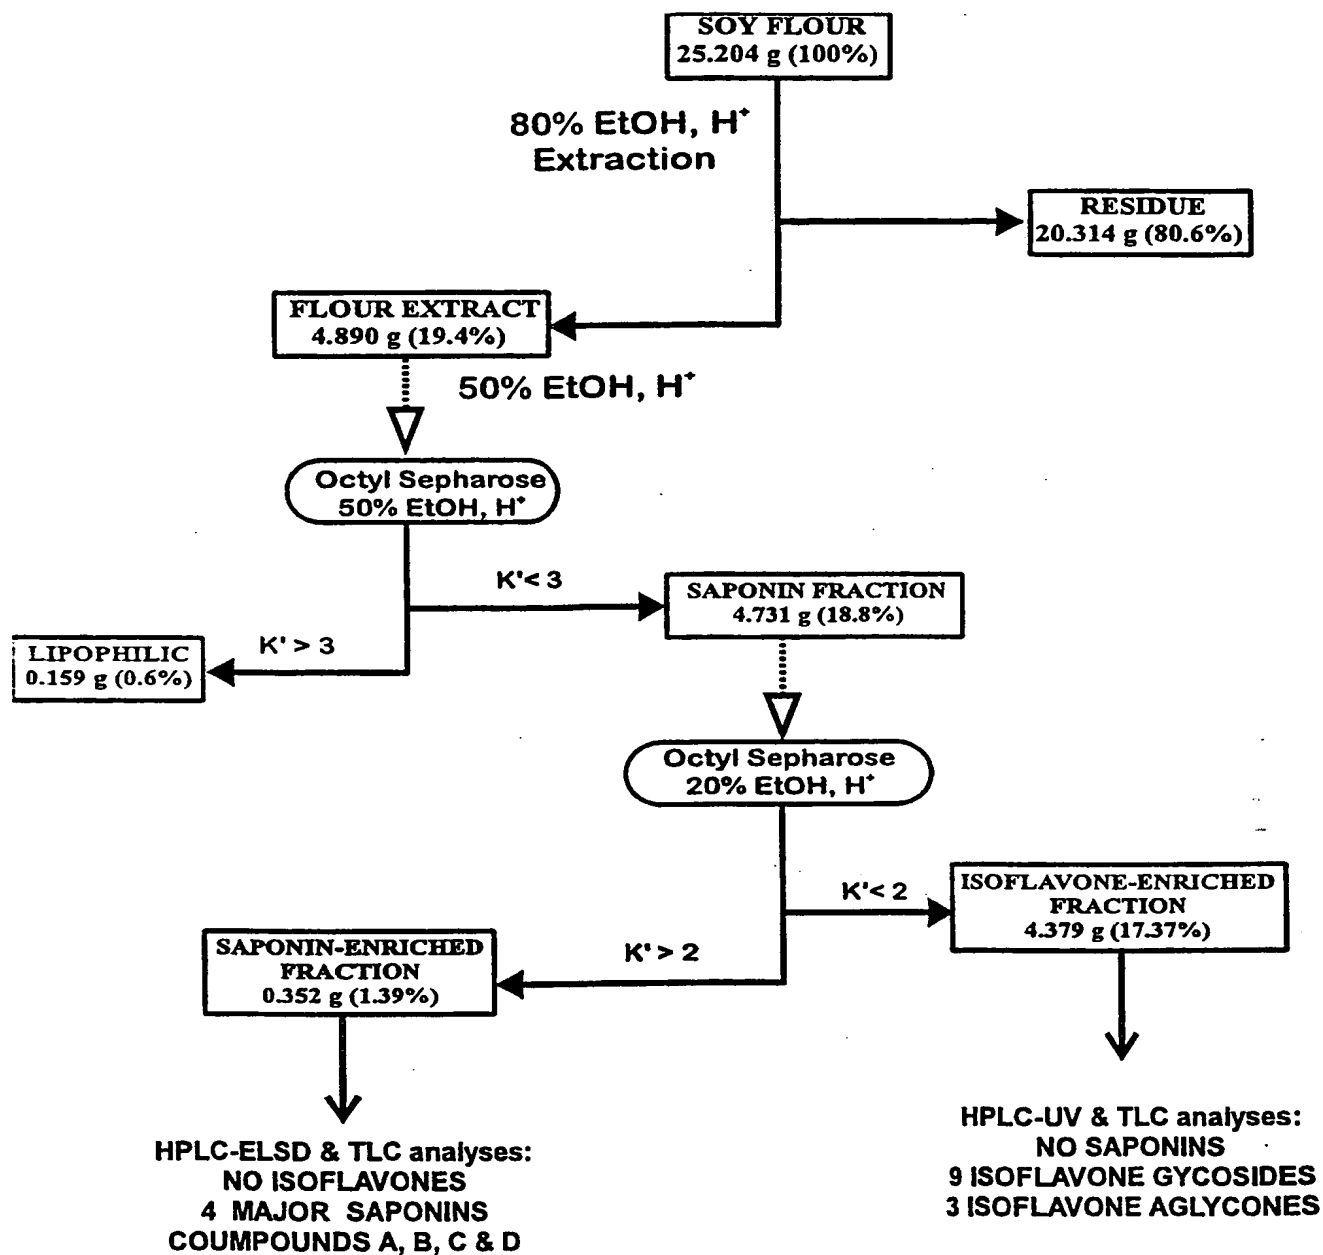 SOY FLOUR
25.204 g (100%)
80% EtOH, H⁺
Extraction
RESIDUE
20.314 g (80.6%)
FLOUR EXTRACT
4.890 g (19.4%)
50% EtOH, H⁺
Octyl Sepharose
50% EtOH, H⁺
K'< 3
SAPONIN FRACTION
4.731 g (18.8%)
K' > 3
LIPOPHILIC
0.159 g (0.6%)
Octyl Sepharose
20% EtOH, H⁺
K'< 2
ISOFLAVONE-ENRICHED
FRACTION
4.379 g (17.37%)
K' > 2
SAPONIN-ENRICHED
FRACTION
0.352 g (1.39%)
HPLC-UV & TLC analyses:
NO SAPONINS
9 ISOFLAVONE GYCOSIDES
3 ISOFLAVONE AGLYCONES
HPLC-ELSD & TLC analyses:
NO ISOFLAVONES
4 MAJOR SAPONINS
COUMPOUNDS A, B, C & D